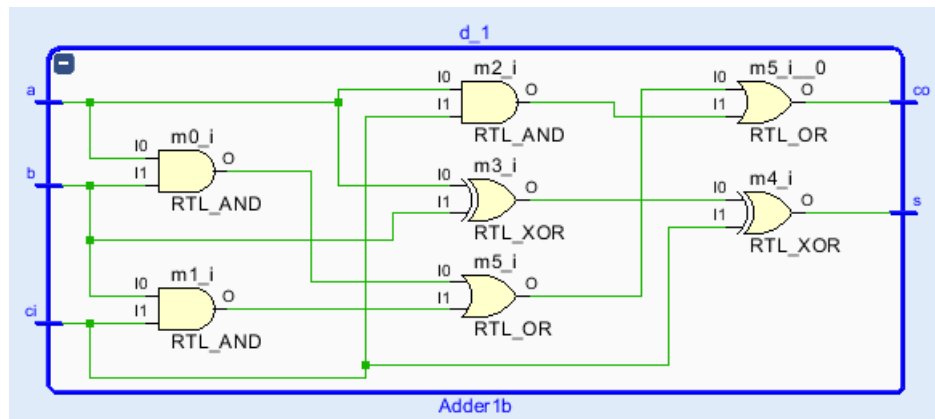 d_1
a
b
ci
m0_i
I0
I1
O
RTL_AND
m1_i
I0
I1
O
RTL_AND
m2_i
I0
I1
O
RTL_AND
m3_i
I0
I1
O
RTL_XOR
m5_i
I0
I1
O
RTL_OR
m5_i__0
I0
I1
O
RTL_OR
m4_i
I0
I1
O
RTL_XOR
co
s
Adder1b